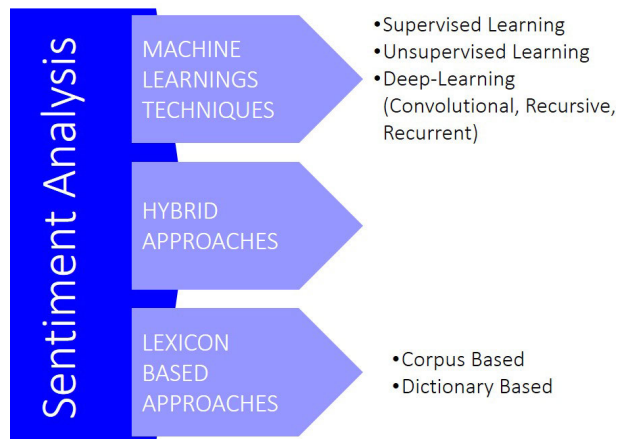 Sentiment Analysis
MACHINE
LEARNINGS
TECHNIQUES
•Supervised Learning
•Unsupervised Learning
•Deep-Learning
(Convolutional, Recursive,
Recurrent)
HYBRID
APPROACHES
LEXICON
BASED
APPROACHES
•Corpus Based
•Dictionary Based